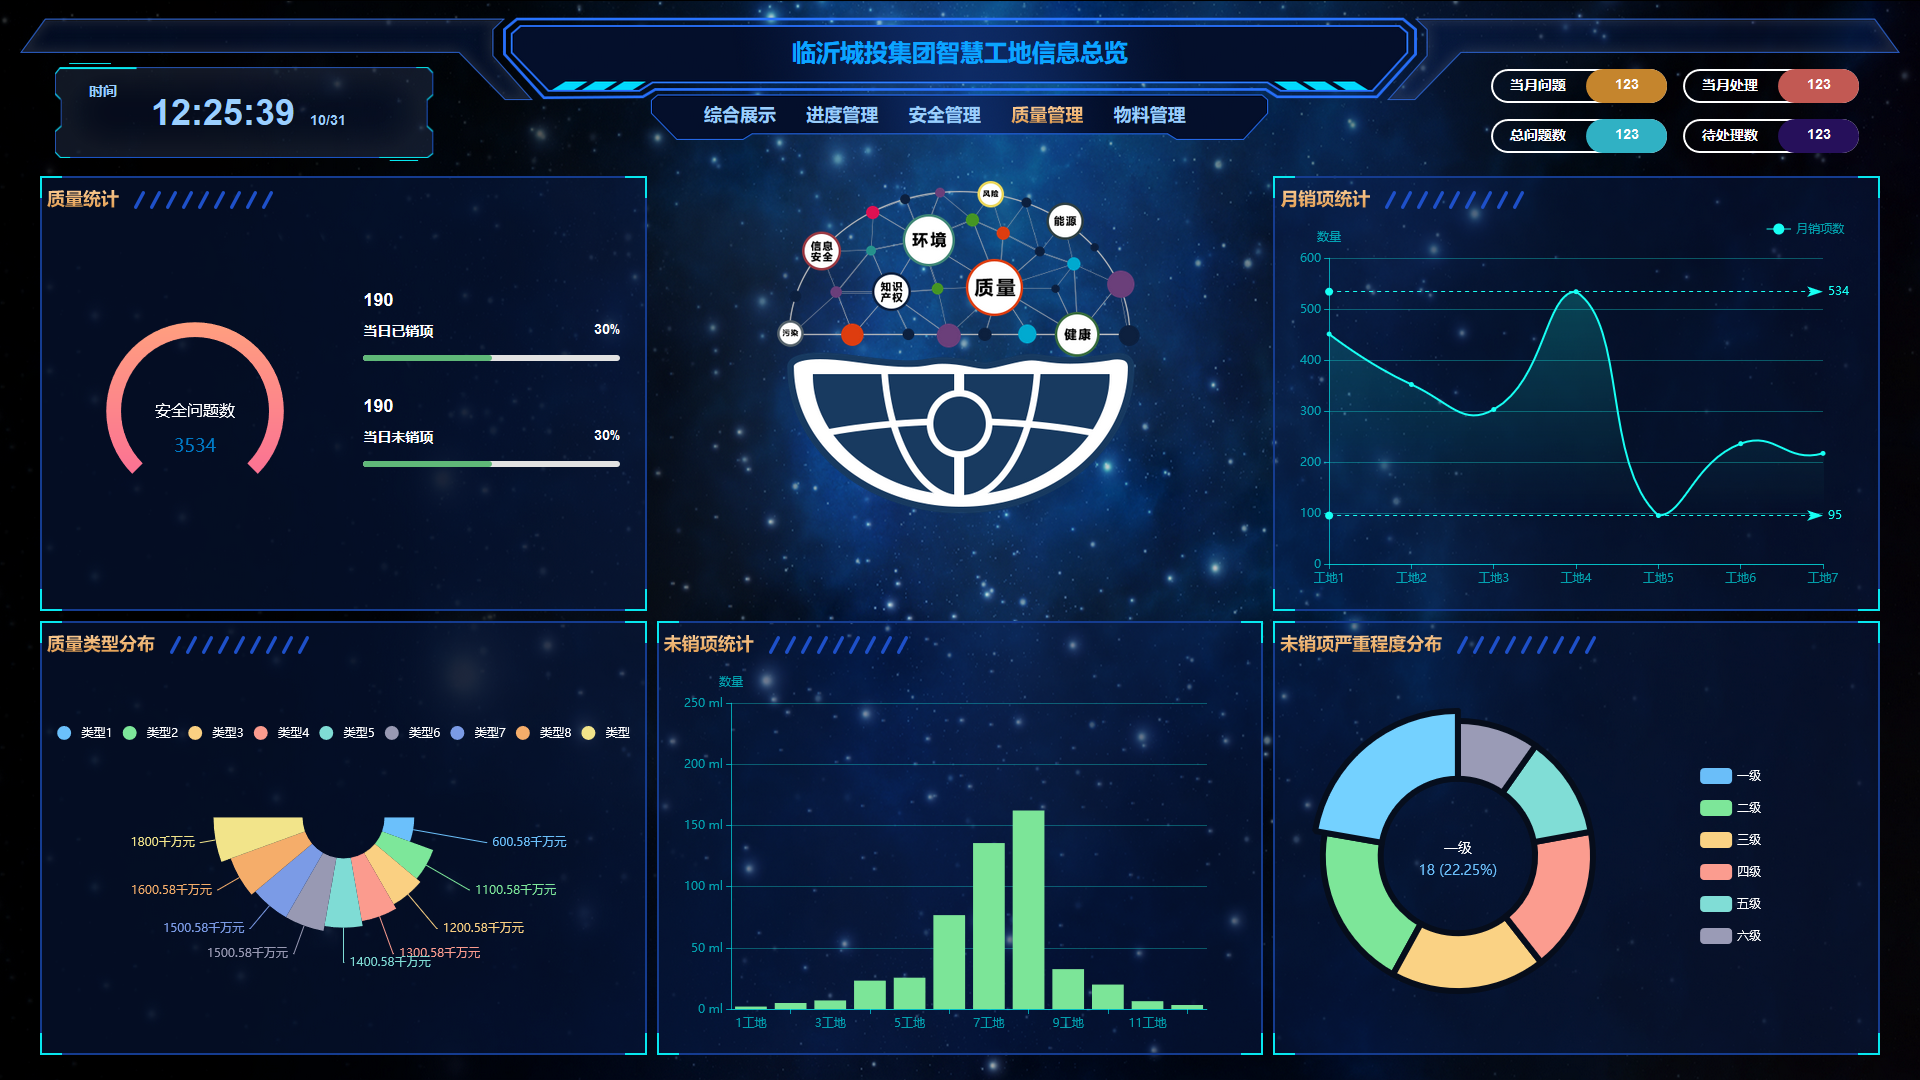 临沂城投集团智慧工地信息总览
时间
12:25:39 10/31
综合展示 进度管理 安全管理 质量管理 物料管理
当月问题 123
当月处理 123
总问题数 123
待处理数 123
质量统计
安全问题数
3534
190
当日已销项 30%
190
当日未销项 30%
风险
能源
环境
信息
安全
知识
产权
质量
污染
健康
月销项统计
数量
月销项数
600
500
400
300
200
100
0
534
95
工地1 工地2 工地3 工地4 工地5 工地6 工地7
质量类型分布
类型1 类型2 类型3 类型4 类型5 类型6 类型7 类型8 类型
1800千万元
1600.58千万元
1500.58千万元
1500.58千万元
1400.58千万元
1300.58千万元
1200.58千万元
1100.58千万元
600.58千万元
未销项统计
数量
250 ml
200 ml
150 ml
100 ml
50 ml
0 ml
1工地 3工地 5工地 7工地 9工地 11工地
未销项严重程度分布
一级
18 (22.25%)
一级
二级
三级
四级
五级
六级